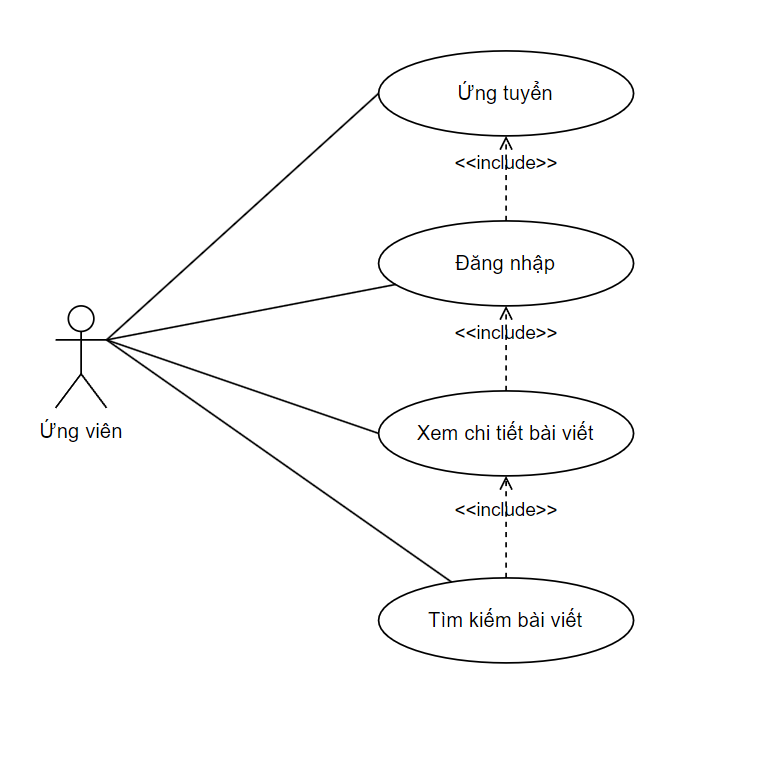 Ứng tuyển
<<include>>
Đăng nhập
<<include>>
Ứng viên
Xem chi tiết bài viết
<<include>>
Tìm kiếm bài viết